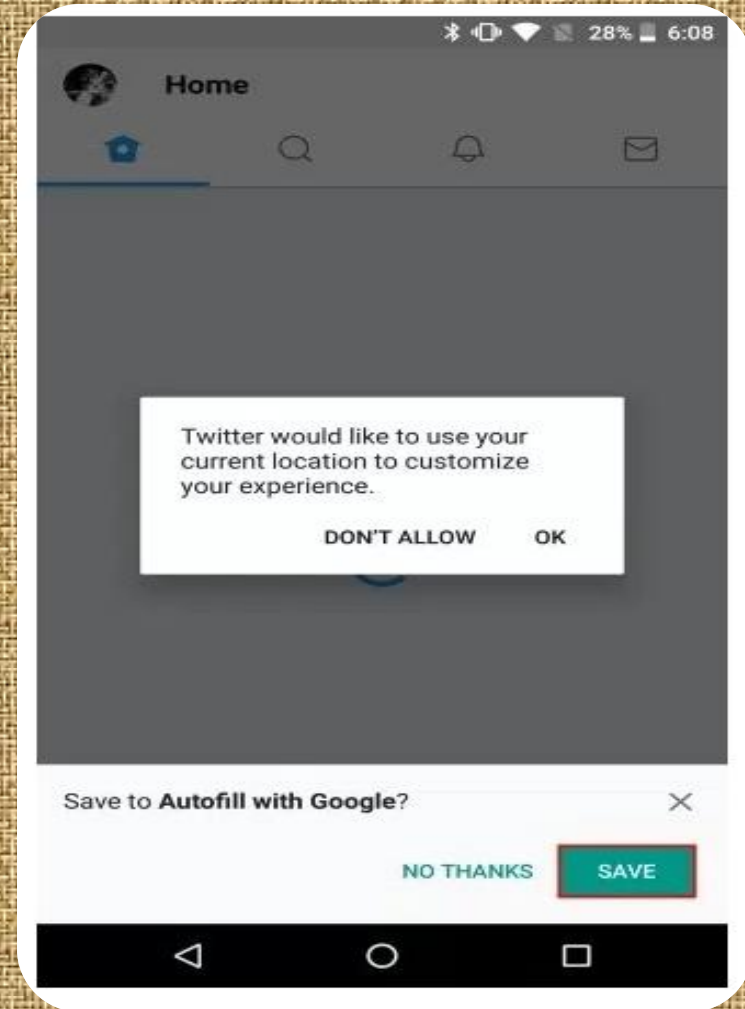 28% 6:08
Home
Twitter would like to use your
current location to customize
your experience.
DON'T ALLOW OK
Save to Autofill with Google?
NO THANKS SAVE